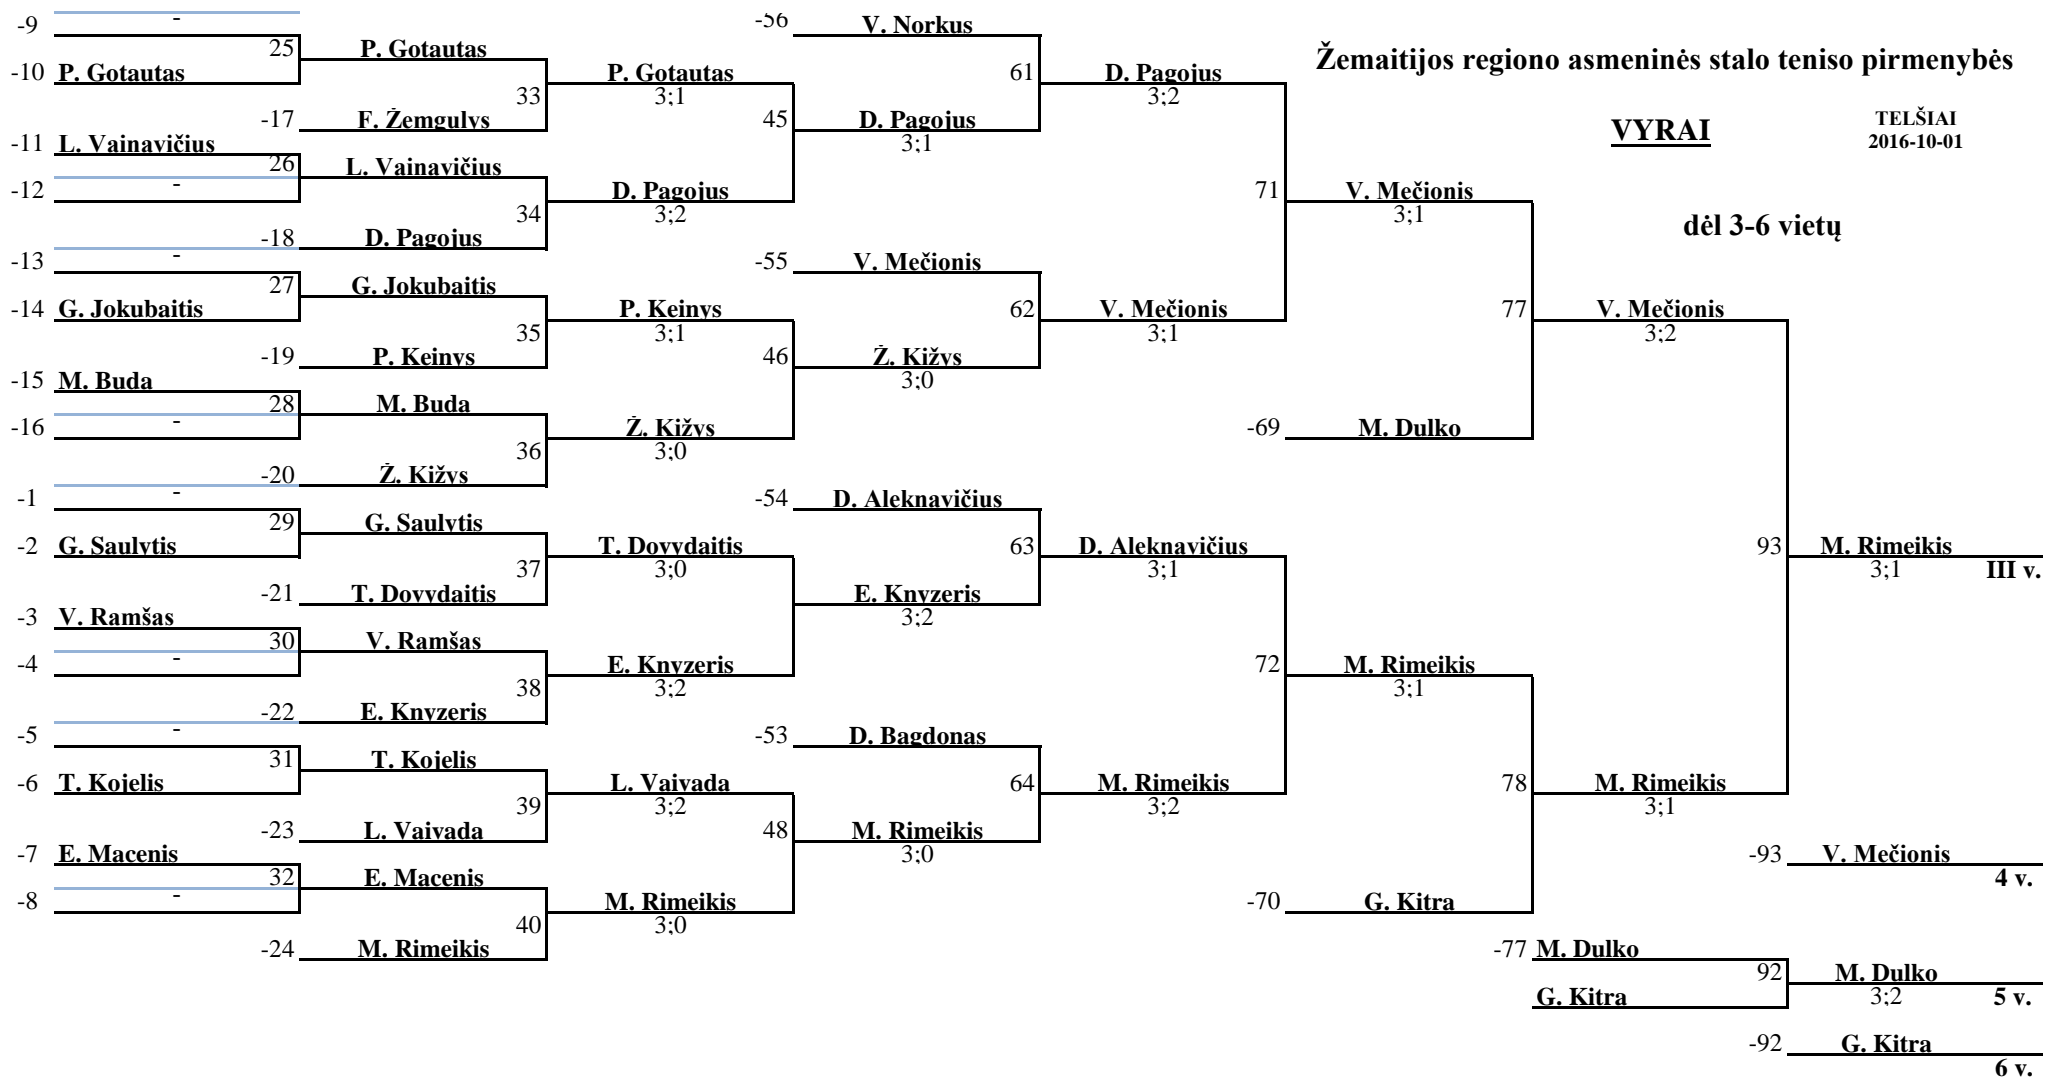 Žemaitijos regiono asmeninės stalo teniso pirmenybės
VYRAI
TELŠIAI
2016-10-01
dėl 3-6 vietų
-9 -
25
-10 P. Gotautas
-11 L. Vainavičius
26
-12 -
-13 -
27
-14 G. Jokubaitis
-15 M. Buda
28
-16 -
-1 -
29
-2 G. Saulytis
-3 V. Ramšas
30
-4 -
-5 -
31
-6 T. Kojelis
-7 E. Macenis
32
-8 -
P. Gotautas
33
-17 F. Žemgulys
L. Vainavičius
34
-18 D. Pagojus
G. Jokubaitis
35
-19 P. Keinys
M. Buda
36
-20 Ž. Kižys
G. Saulytis
37
-21 T. Dovydaitis
V. Ramšas
38
-22 E. Knyzeris
T. Kojelis
39
-23 L. Vaivada
E. Macenis
40
-24 M. Rimeikis
P. Gotautas
3;1
45
D. Pagojus
3;2
P. Keinys
3;1
46
Ž. Kižys
3;0
T. Dovydaitis
3;0
E. Knyzeris
3;2
L. Vaivada
3;2
48
M. Rimeikis
3;0
-56 V. Norkus
61
D. Pagojus
3;1
-55 V. Mečionis
62
Ž. Kižys
3;0
-54 D. Aleknavičius
63
E. Knyzeris
3;2
-53 D. Bagdonas
64
M. Rimeikis
3;0
D. Pagojus
3;2
71
V. Mečionis
3;1
D. Aleknavičius
3;1
72
M. Rimeikis
3;2
V. Mečionis
3;1
77
-69 M. Dulko
M. Rimeikis
3;1
78
-70 G. Kitra
V. Mečionis
3;2
93
M. Rimeikis
3;1
M. Rimeikis
3;1 III v.
-93 V. Mečionis
4 v.
-77 M. Dulko
92
G. Kitra
M. Dulko
3;2 5 v.
-92 G. Kitra
6 v.